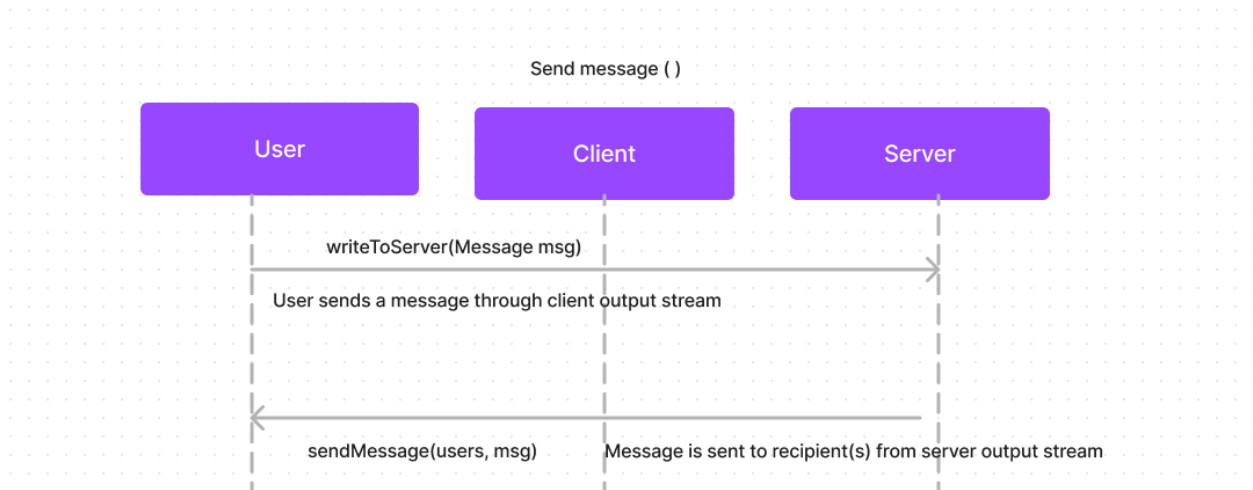 Send message ( )
User
Client
Server
writeToServer(Message msg)
User sends a message through client output stream
sendMessage(users, msg)
Message is sent to recipient(s) from server output stream